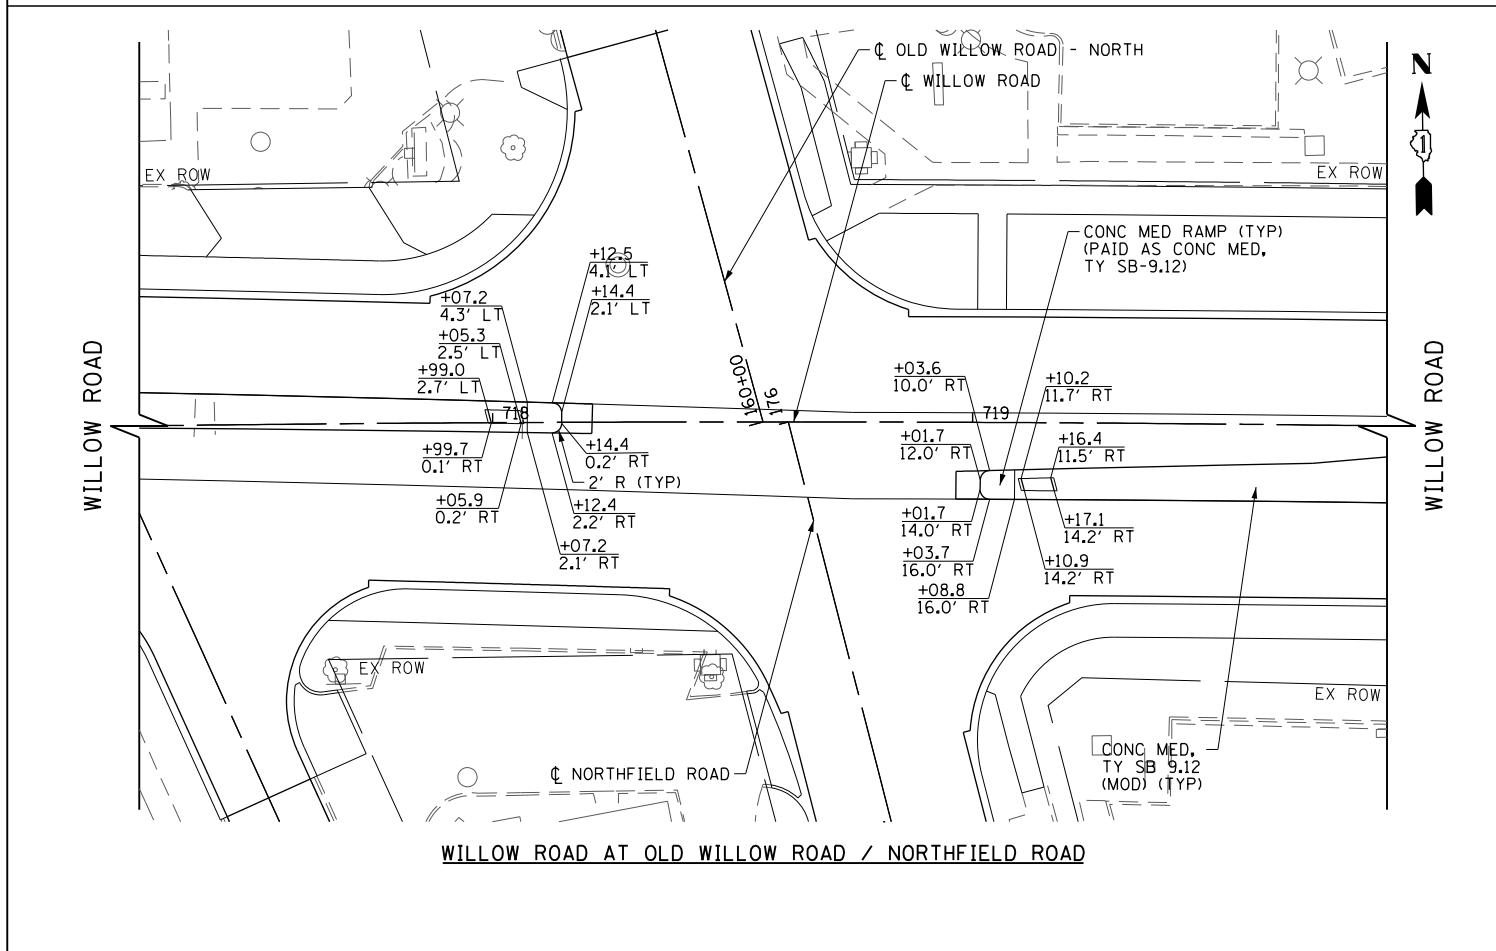 ℄ OLD WILLOW ROAD - NORTH
℄ WILLOW ROAD
N
1
EX ROW
EX ROW
CONC MED RAMP (TYP)
(PAID AS CONC MED,
TY SB-9.12)
+12.5
4.1' LT
+14.4
2.1' LT
+07.2
4.3' LT
+05.3
2.5' LT
+99.0
2.7' LT
WILLOW ROAD
718
160+00
176
+03.6
10.0' RT
719
+10.2
11.7' RT
WILLOW ROAD
+99.7
0.1' RT
+14.4
0.2' RT
2' R (TYP)
+01.7
12.0' RT
+16.4
11.5' RT
+05.9
0.2' RT
+12.4
2.2' RT
+07.2
2.1' RT
+01.7
14.0' RT
+17.1
14.2' RT
+03.7
16.0' RT
+10.9
14.2' RT
+08.8
16.0' RT
EX ROW
EX ROW
℄ NORTHFIELD ROAD
CONC MED,
TY SB 9.12
(MOD) (TYP)
WILLOW ROAD AT OLD WILLOW ROAD / NORTHFIELD ROAD